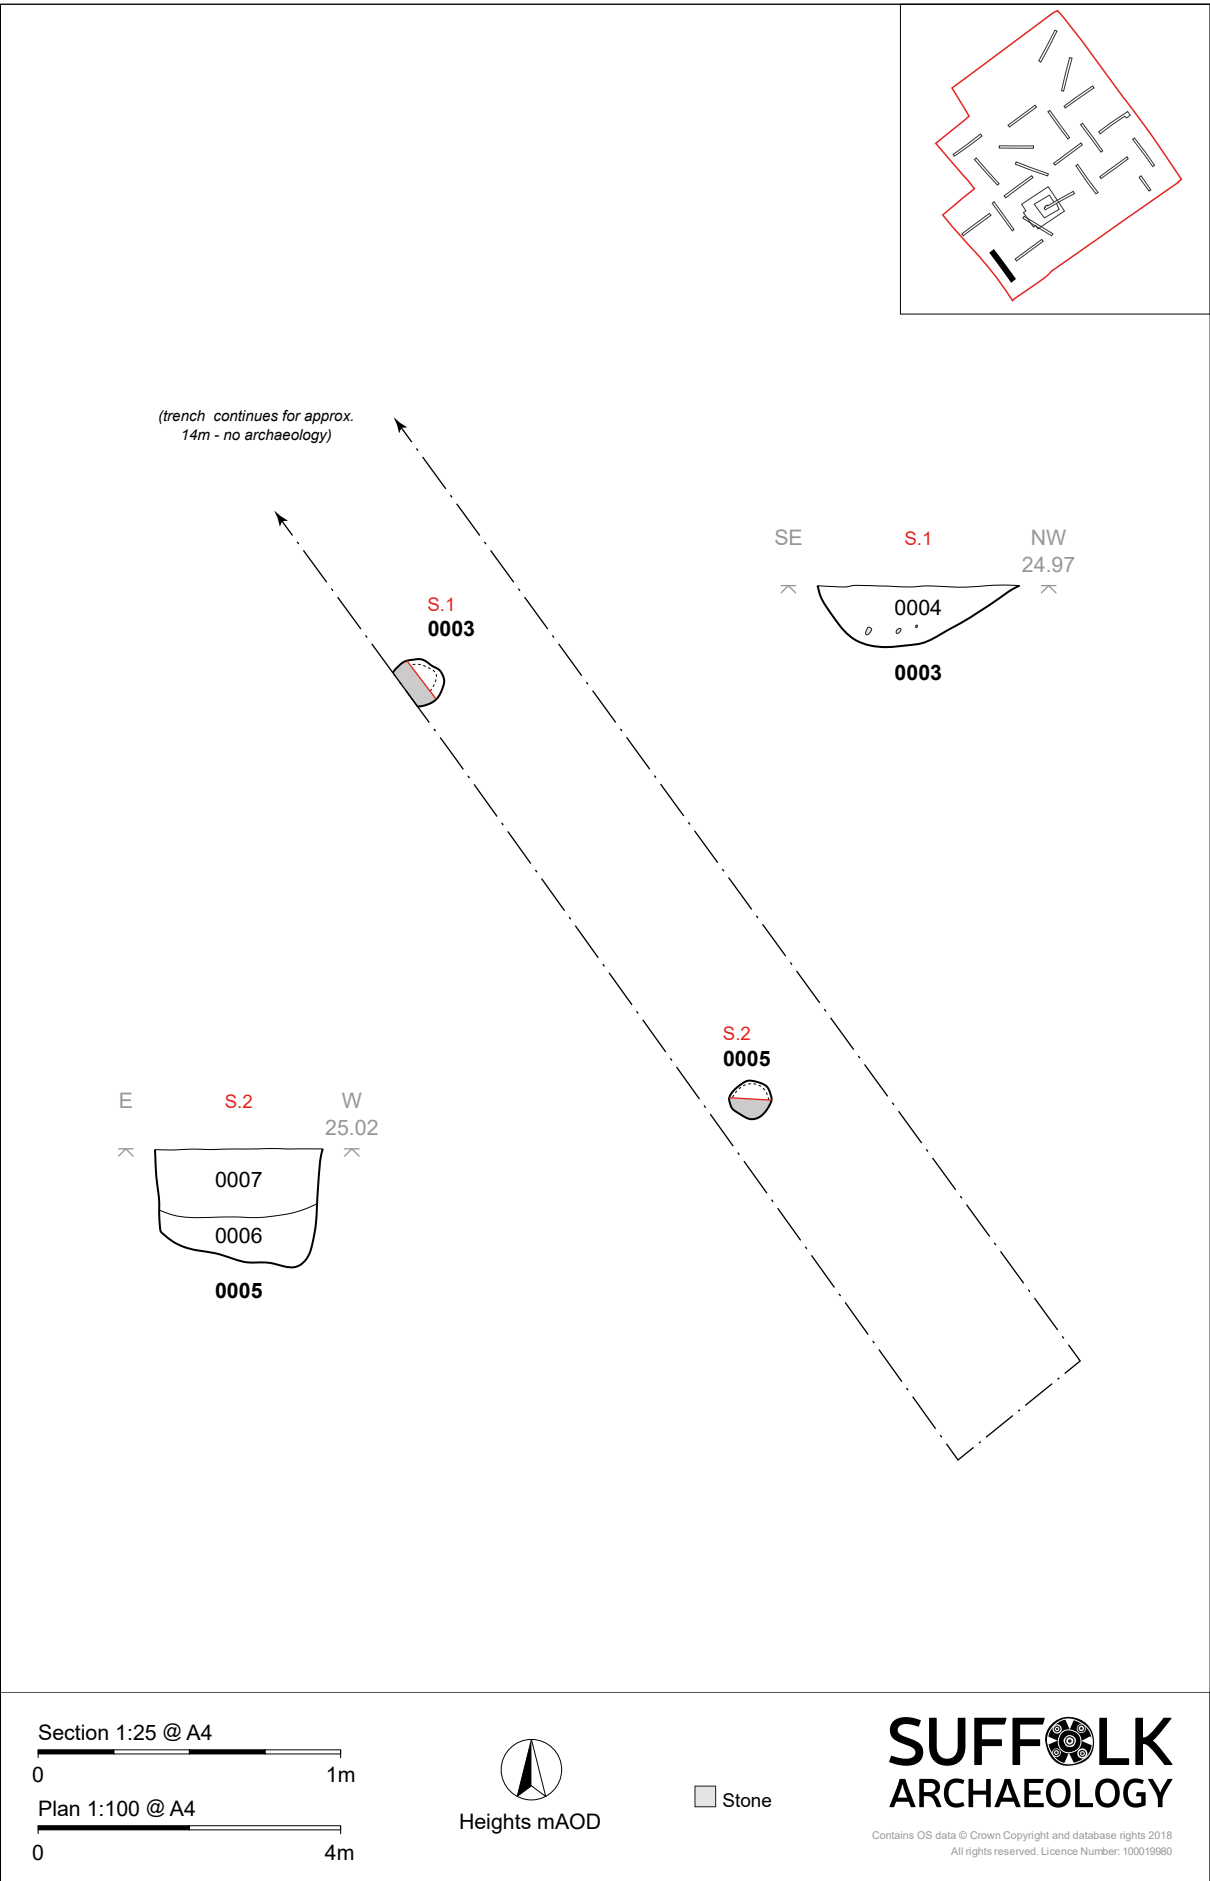 (trench continues for approx.
14m - no archaeology)
SE S.1 NW
24.97
0004
0003
S.1
0003
S.2
0005
E S.2 W
25.02
0007
0006
0005
Section 1:25 @ A4
0 1m
Plan 1:100 @ A4
0 4m
Heights mAOD
Stone
SUFFOLK
ARCHAEOLOGY
Contains OS data © Crown Copyright and database rights 2018
All rights reserved. Licence Number: 100019980